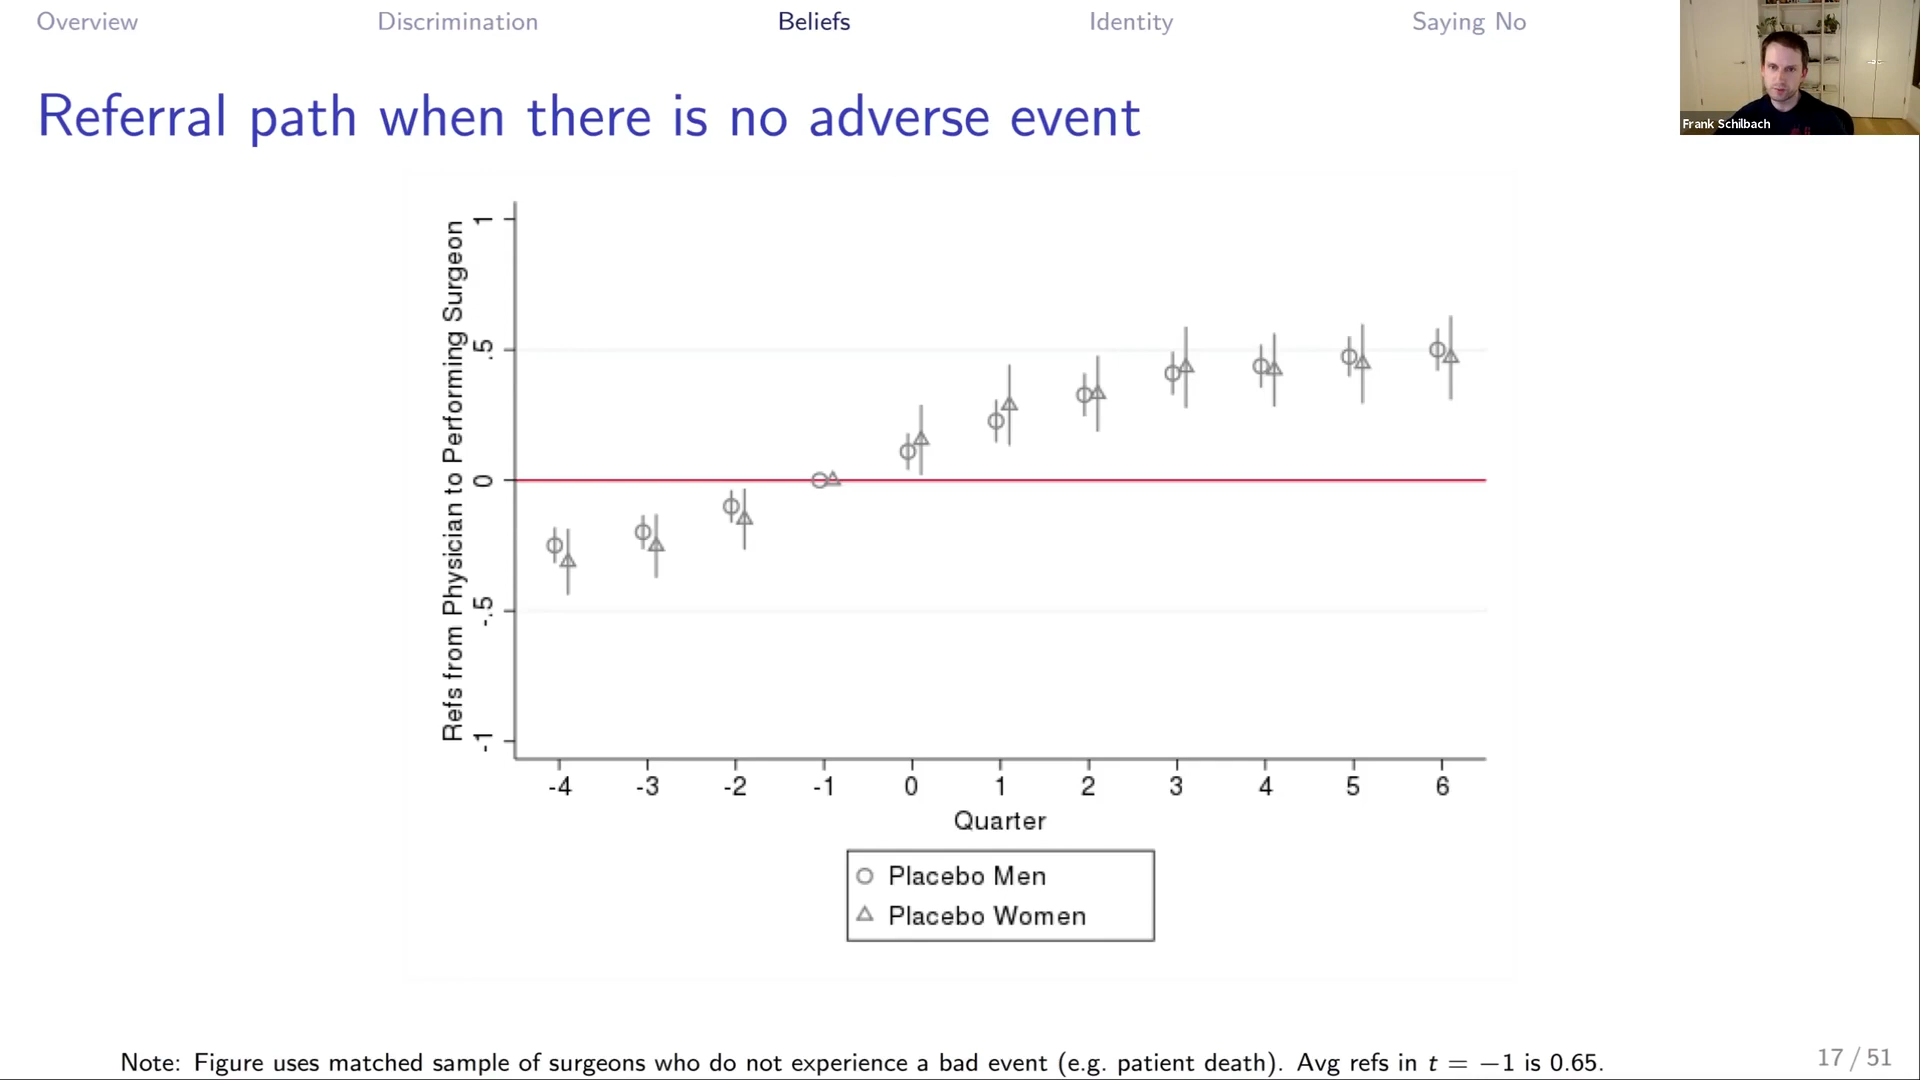 Overview Discrimination Beliefs Identity Saying No
Frank Schilbach
Referral path when there is no adverse event
Refs from Physician to Performing Surgeon
1
.5
0
-.5
-1
-4 -3 -2 -1 0 1 2 3 4 5 6
Quarter
Placebo Men
Placebo Women
Note: Figure uses matched sample of surgeons who do not experience a bad event (e.g. patient death). Avg refs in t = −1 is 0.65.
17 / 51